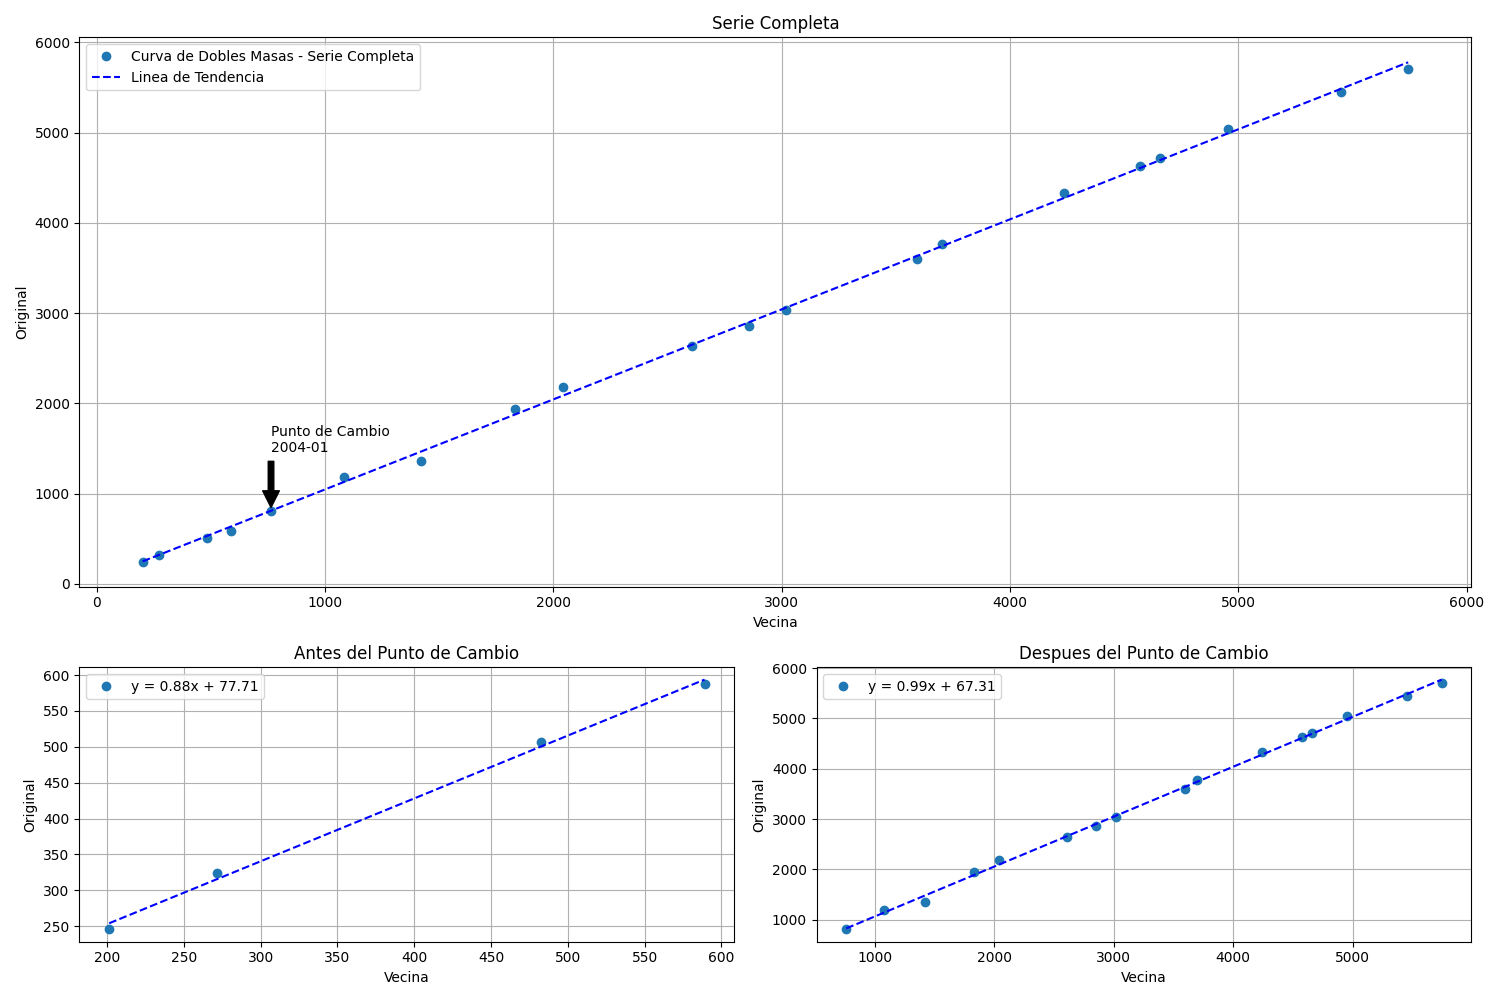 Serie Completa
Curva de Dobles Masas - Serie Completa
Linea de Tendencia
6000
5000
4000
3000
2000
1000
0
Original
Punto de Cambio
2004-01
0 1000 2000 3000 4000 5000 6000
Vecina
Antes del Punto de Cambio
y = 0.88x + 77.71
600
550
500
450
400
350
300
250
Original
200 250 300 350 400 450 500 550 600
Vecina
Despues del Punto de Cambio
y = 0.99x + 67.31
6000
5000
4000
3000
2000
1000
Original
1000 2000 3000 4000 5000
Vecina